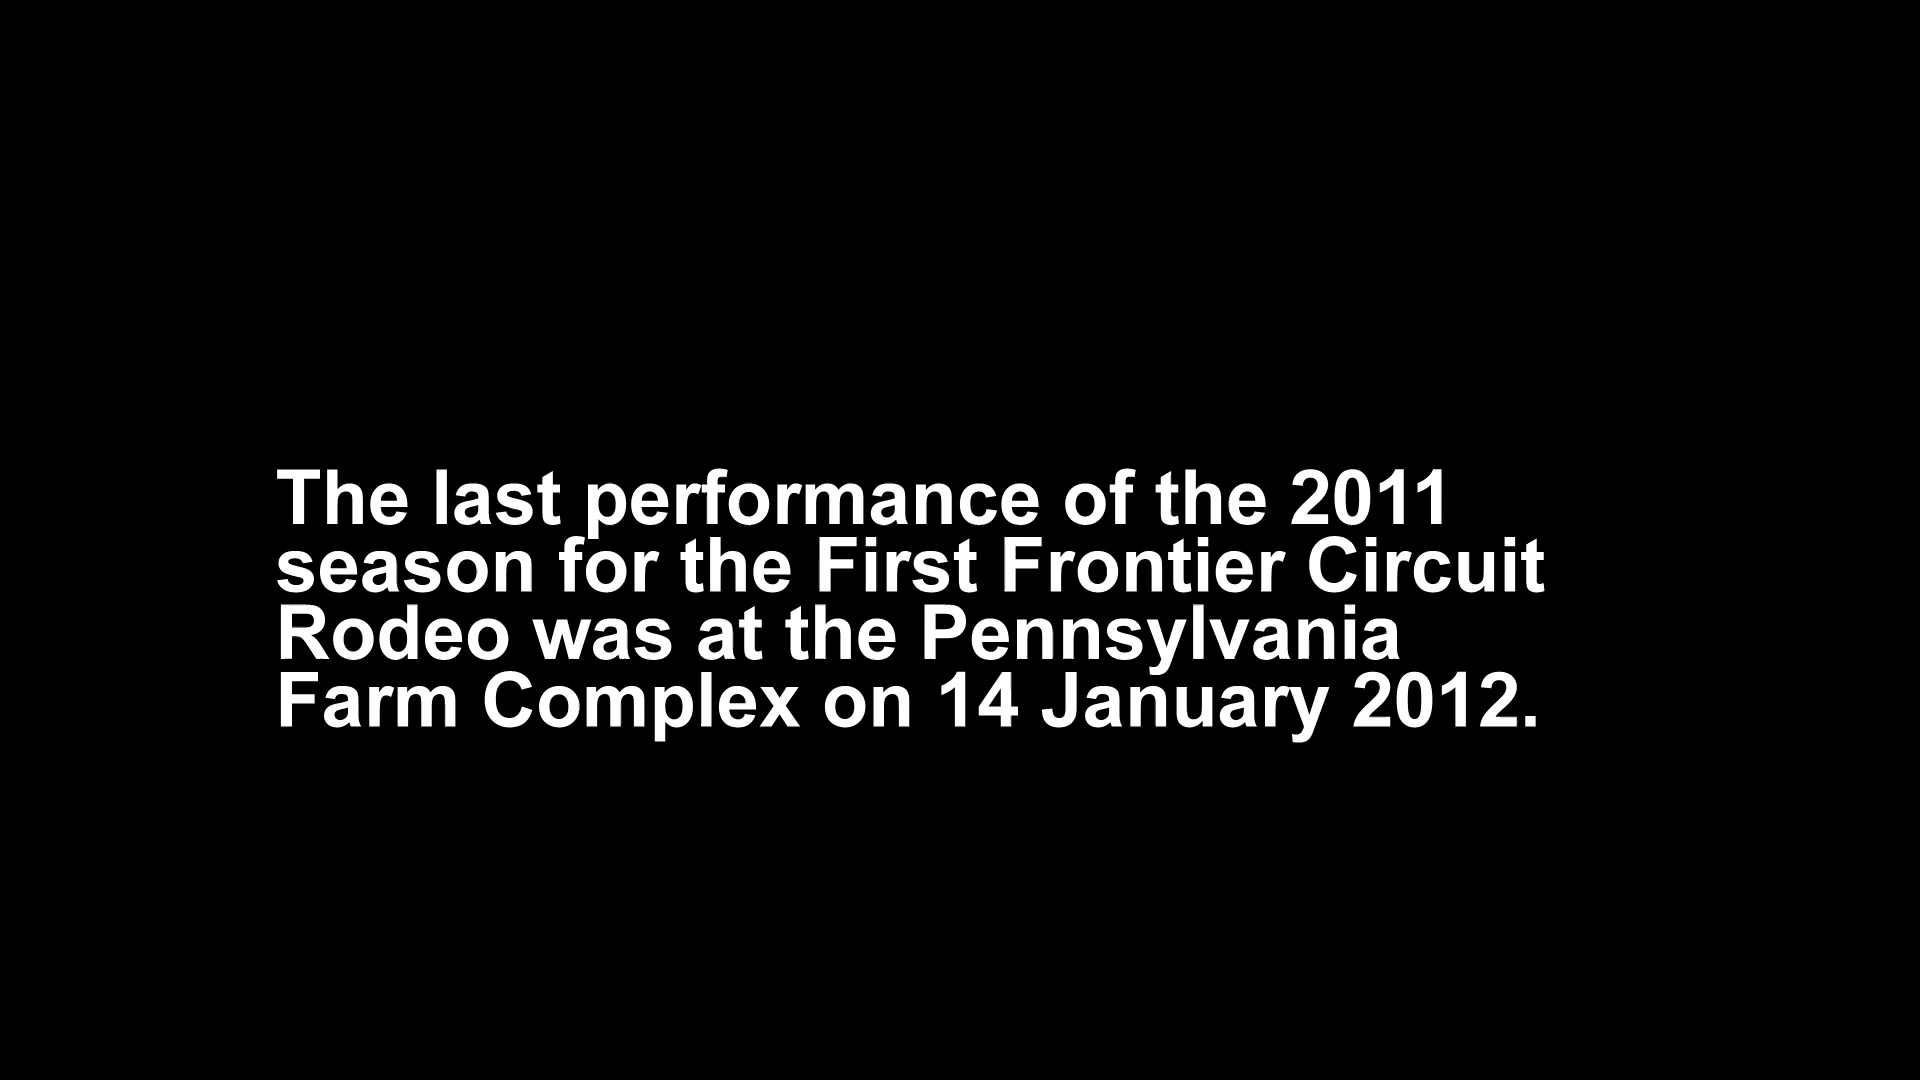 The last performance of the 2011
season for the First Frontier Circuit
Rodeo was at the Pennsylvania
Farm Complex on 14 January 2012.